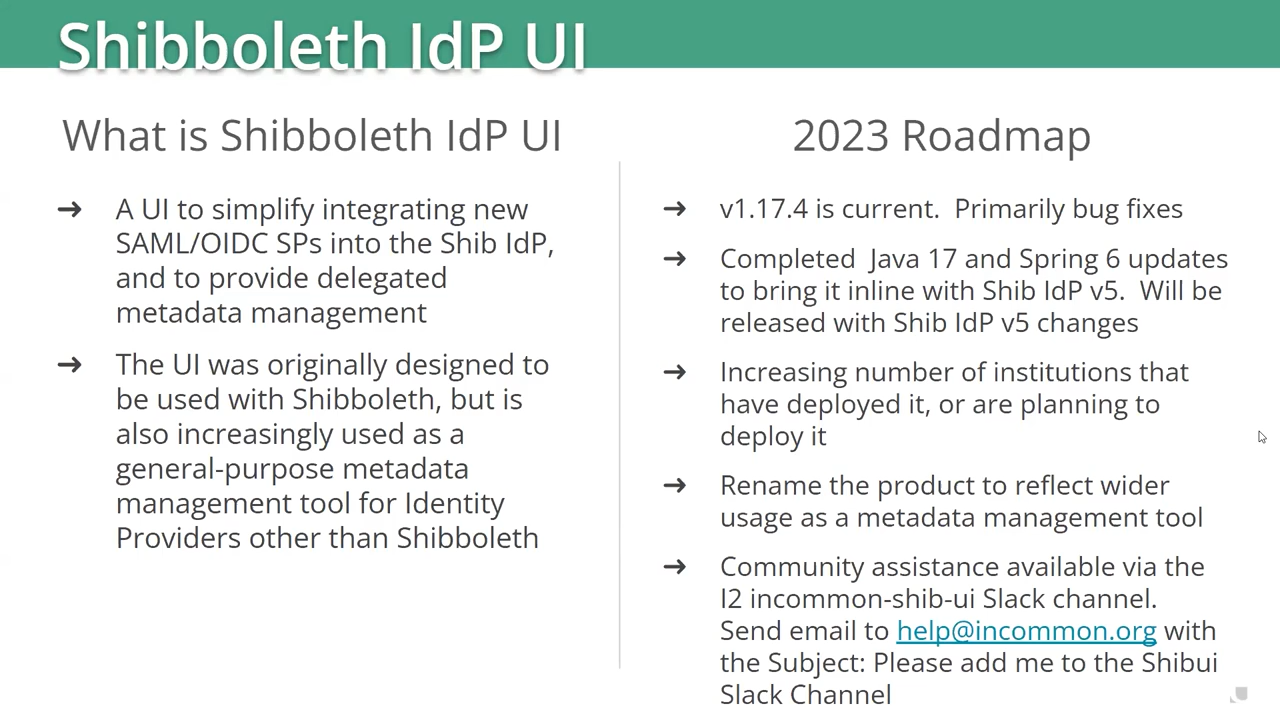 Shibboleth IdP UI
What is Shibboleth IdP UI
➜ A UI to simplify integrating new
SAML/OIDC SPs into the Shib IdP,
and to provide delegated
metadata management
➜ The UI was originally designed to
be used with Shibboleth, but is
also increasingly used as a
general-purpose metadata
management tool for Identity
Providers other than Shibboleth
2023 Roadmap
➜ v1.17.4 is current.  Primarily bug fixes
➜ Completed  Java 17 and Spring 6 updates
to bring it inline with Shib IdP v5.  Will be
released with Shib IdP v5 changes
➜ Increasing number of institutions that
have deployed it, or are planning to
deploy it
➜ Rename the product to reflect wider
usage as a metadata management tool
➜ Community assistance available via the
I2 incommon-shib-ui Slack channel.
Send email to help@incommon.org with
the Subject: Please add me to the Shibui
Slack Channel